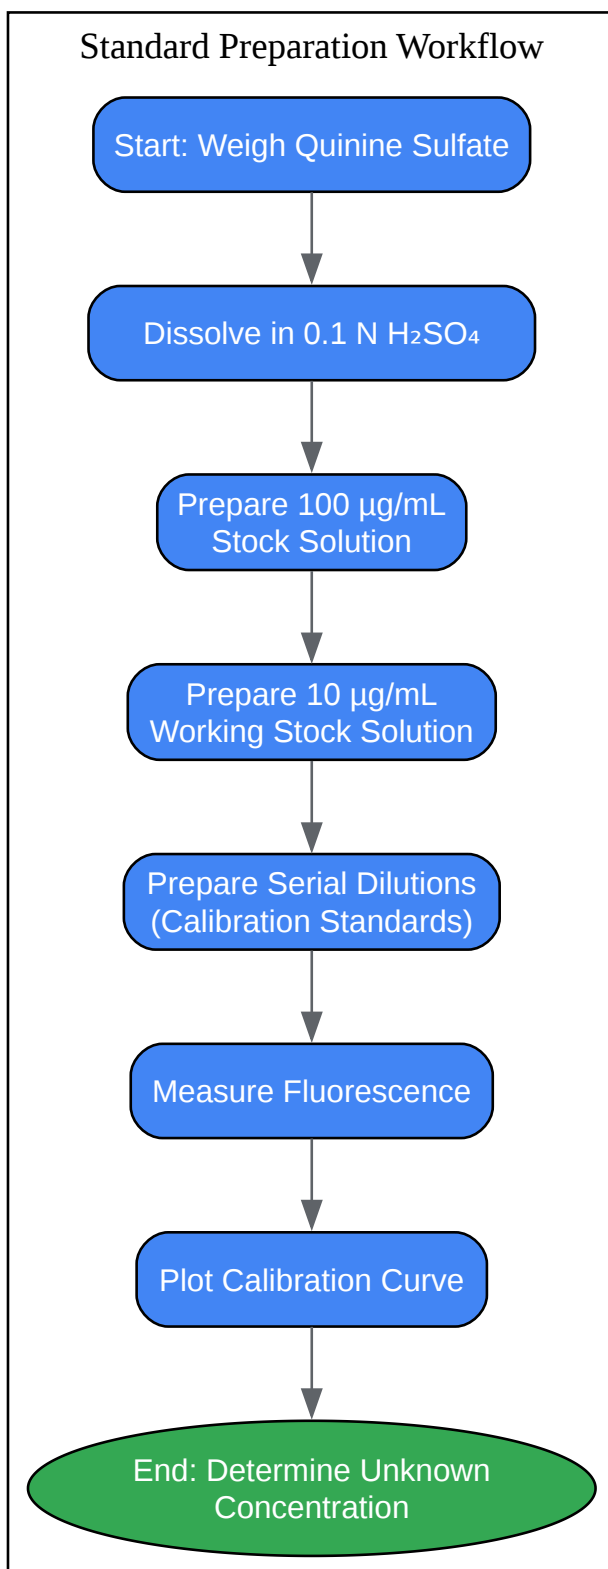 Standard Preparation Workflow
Start: Weigh Quinine Sulfate
Dissolve in 0.1 N H₂SO₄
Prepare 100 µg/mL
Stock Solution
Prepare 10 µg/mL
Working Stock Solution
Prepare Serial Dilutions
(Calibration Standards)
Measure Fluorescence
Plot Calibration Curve
End: Determine Unknown
Concentration